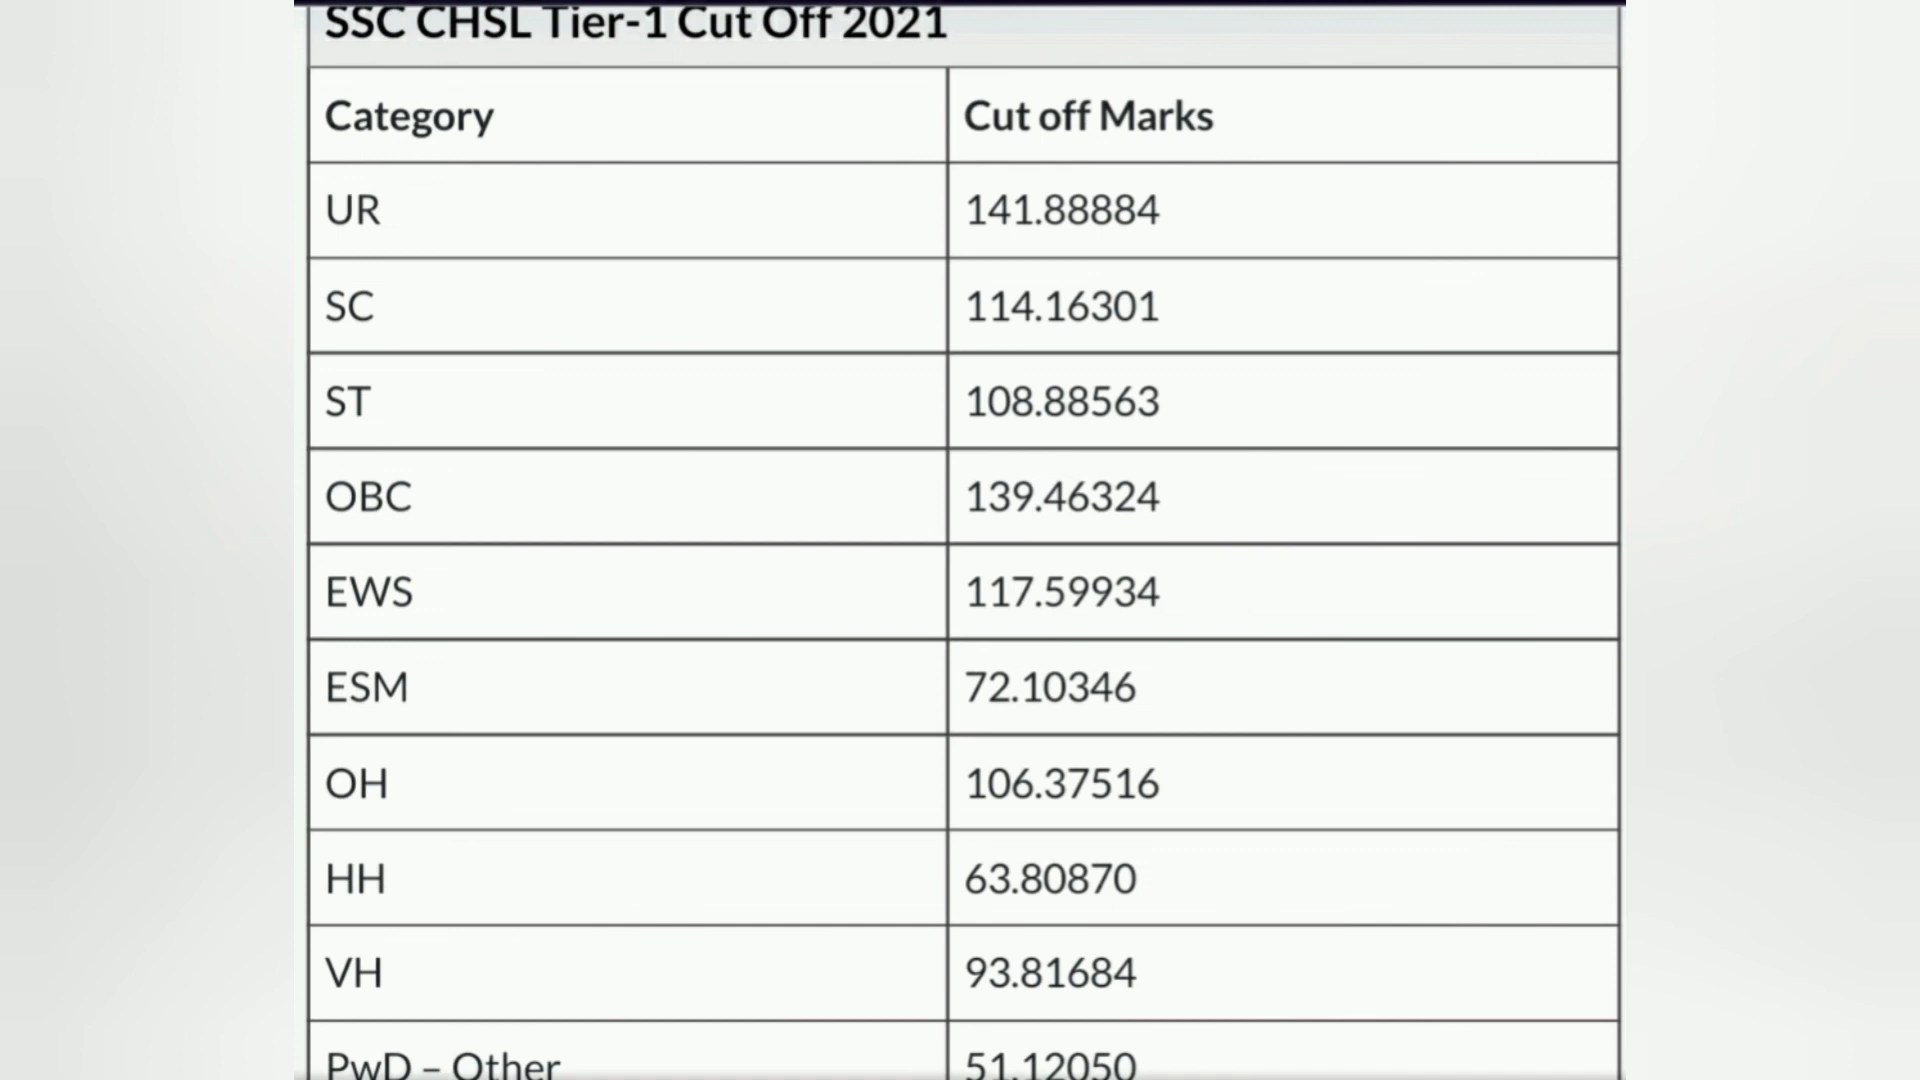 SSC CHSL Tier-1 Cut Off 2021
Category Cut off Marks
UR 141.88884
SC 114.16301
ST 108.88563
OBC 139.46324
EWS 117.59934
ESM 72.10346
OH 106.37516
HH 63.80870
VH 93.81684
PwD – Other 51.12050